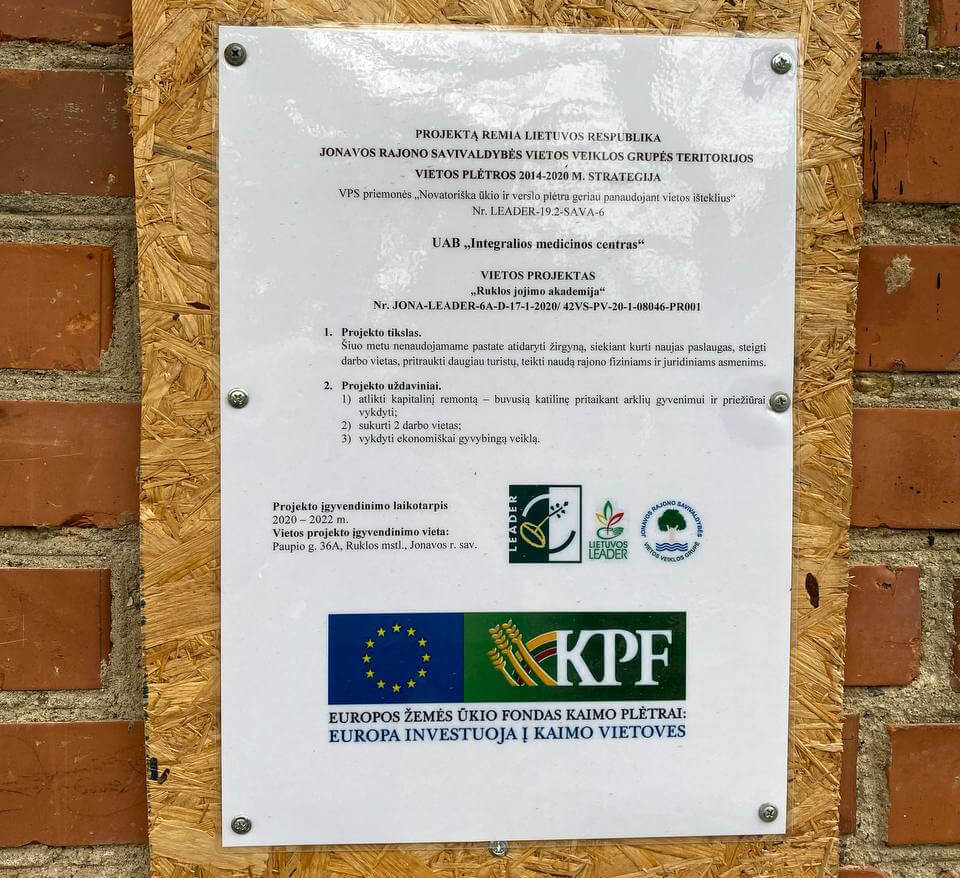 PROJEKTĄ REMIA LIETUVOS RESPUBLIKA
JONAVOS RAJONO SAVIVALDYBĖS VIETOS VEIKLOS GRUPĖS TERITORIJOS
VIETOS PLĖTROS 2014-2020 M. STRATEGIJA
VPS priemonės „Novatoriška ūkio ir verslo plėtra geriau panaudojant vietos išteklius“
Nr. LEADER-19.2-SAVA-6
UAB „Integralios medicinos centras“
VIETOS PROJEKTAS
„Ruklos jojimo akademija“
Nr. JONA-LEADER-6A-D-17-1-2020/ 42VS-PV-20-1-08046-PR001
1. Projekto tikslas.
Šiuo metu nenaudojamame pastate atidaryti žirgyną, siekiant kurti naujas paslaugas, steigti
darbo vietas, pritraukti daugiau turistų, teikti naudą rajono fiziniams ir juridiniams asmenims.
2. Projekto uždaviniai.
1) atlikti kapitalinį remontą – buvusią katilinę pritaikant arklių gyvenimui ir priežiūrai
vykdyti;
2) sukurti 2 darbo vietas;
3) vykdyti ekonomiškai gyvybingą veiklą.
Projekto įgyvendinimo laikotarpis
2020 – 2022 m.
Vietos projekto įgyvendinimo vieta:
Paupio g. 36A, Ruklos mstl., Jonavos r. sav.
LEADER
LIETUVOS
LEADER
JONAVOS RAJONO SAVIVALDYBĖS
VIETOS VEIKLOS GRUPĖ
KPF
EUROPOS ŽEMĖS ŪKIO FONDAS KAIMO PLĖTRAI:
EUROPA INVESTUOJA Į KAIMO VIETOVES